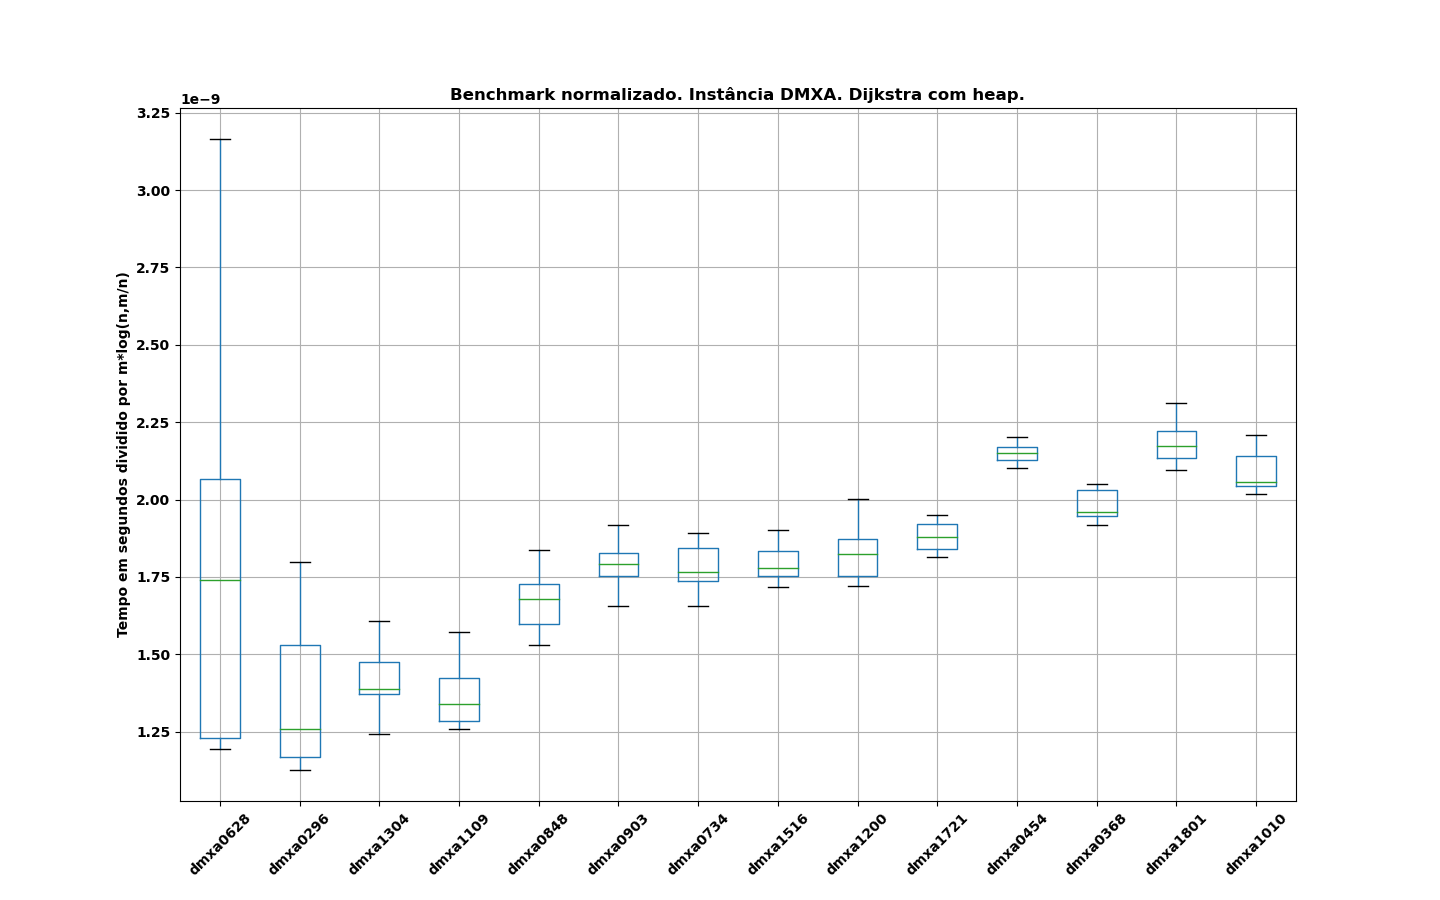 Benchmark normalizado. Instância DMXA. Dijkstra com heap.
1e−9
3.25
3.00
2.75
2.50
2.25
2.00
1.75
1.50
1.25
Tempo em segundos dividido por m*log(n,m/n)
dmxa0628
dmxa0296
dmxa1304
dmxa1109
dmxa0848
dmxa0903
dmxa0734
dmxa1516
dmxa1200
dmxa1721
dmxa0454
dmxa0368
dmxa1801
dmxa1010